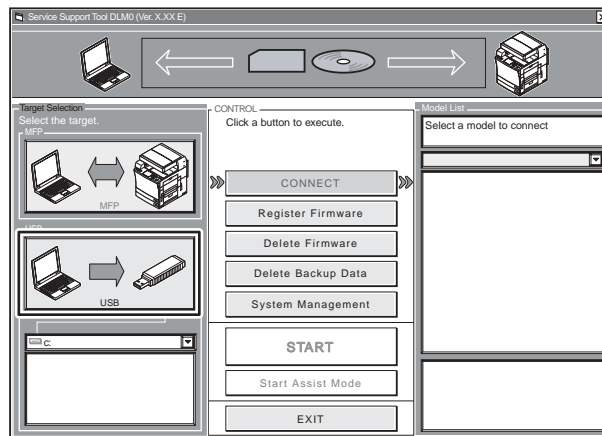 Service Support Tool DLM0 (Ver. X.XX E)
Target Selection
Select the target.
MFP
MFP
USB
USB
C:
CONTROL
Click a button to execute.
CONNECT
Register Firmware
Delete Firmware
Delete Backup Data
System Management
START
Start Assist Mode
EXIT
Model List
Select a model to connect